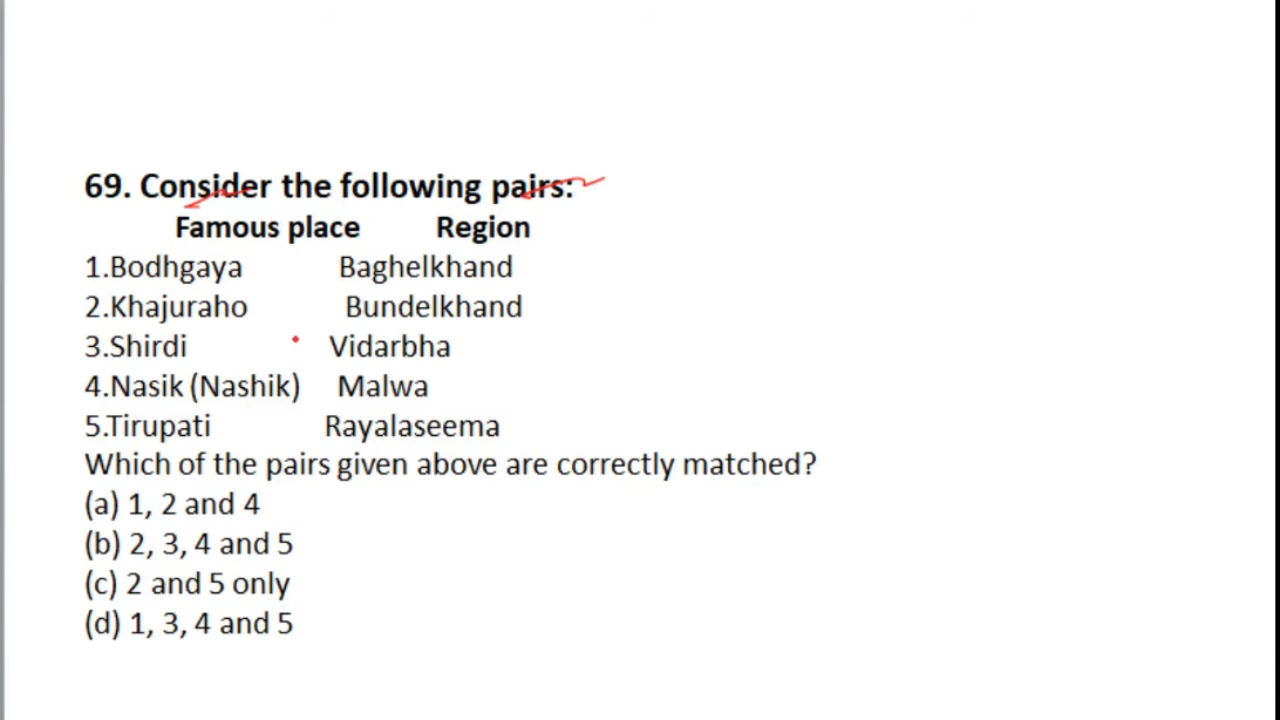 69. Consider the following pairs:
Famous place Region
1.Bodhgaya Baghelkhand
2.Khajuraho Bundelkhand
3.Shirdi Vidarbha
4.Nasik (Nashik) Malwa
5.Tirupati Rayalaseema
Which of the pairs given above are correctly matched?
(a) 1, 2 and 4
(b) 2, 3, 4 and 5
(c) 2 and 5 only
(d) 1, 3, 4 and 5